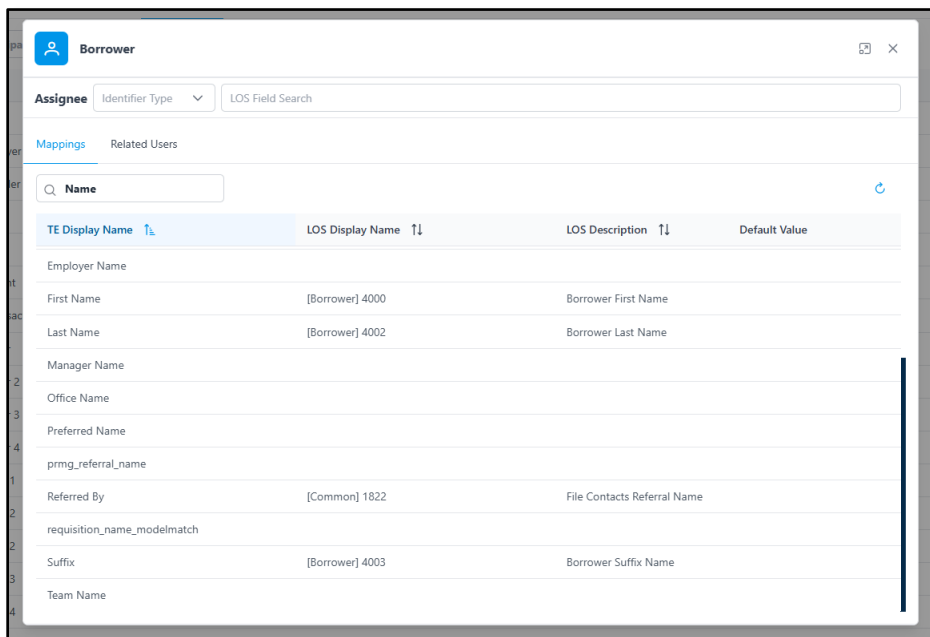 Borrower
Assignee Identifier Type LOS Field Search
Mappings Related Users
Name
TE Display Name LOS Display Name LOS Description Default Value
Employer Name
First Name [Borrower] 4000 Borrower First Name
Last Name [Borrower] 4002 Borrower Last Name
Manager Name
Office Name
Preferred Name
prmg_referral_name
Referred By [Common] 1822 File Contacts Referral Name
requisition_name_modelmatch
Suffix [Borrower] 4003 Borrower Suffix Name
Team Name